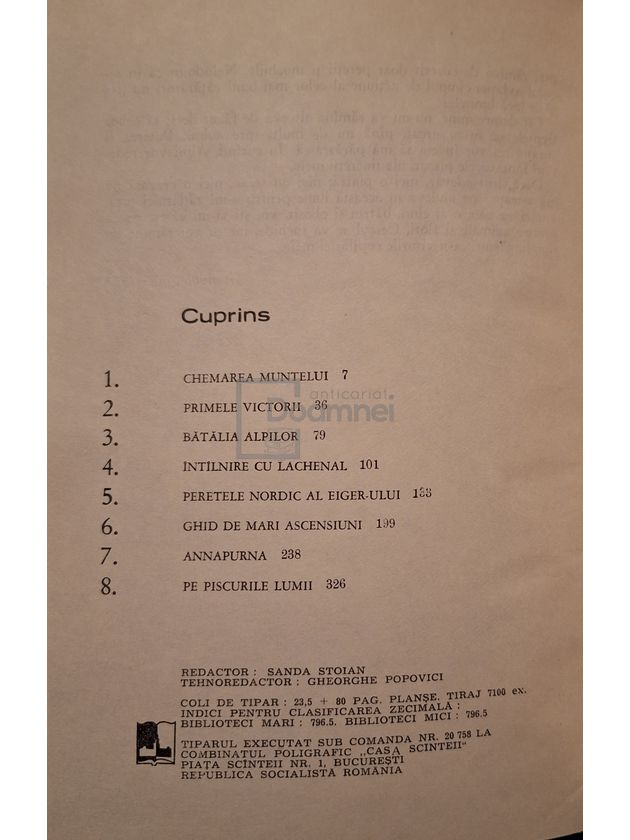 Cuprins
1. CHEMAREA MUNTELUI 7
2. PRIMELE VICTORII 36
3. BĂTĂLIA ALPILOR 79
4. INTÎLNIRE CU LACHENAL 101
5. PERETELE NORDIC AL EIGER-ULUI
6. GHID DE MARI ASCENSIUNI 199
7. ANNAPURNA 238
8. PE PISCURILE LUMII 326
anticariat
Doamnei
REDACTOR : SANDA STOIAN
TEHNOREDACTOR : GHEORGHE POPOVICI
COLI DE TIPAR : 23,5 + 80 PAG. PLANȘE. TIRAJ 7100 ex.
INDICI PENTRU CLASIFICAREA ZECIMALĂ :
BIBLIOTECI MARI : 796.5. BIBLIOTECI MICI : 796.5
TIPARUL EXECUTAT SUB COMANDA NR. 20 758 LA
COMBINATUL POLIGRAFIC „CASA SCÎNTEII"
PIAȚA SCÎNTEII NR. 1, BUCUREȘTI
REPUBLICA SOCIALISTĂ ROMÂNIA